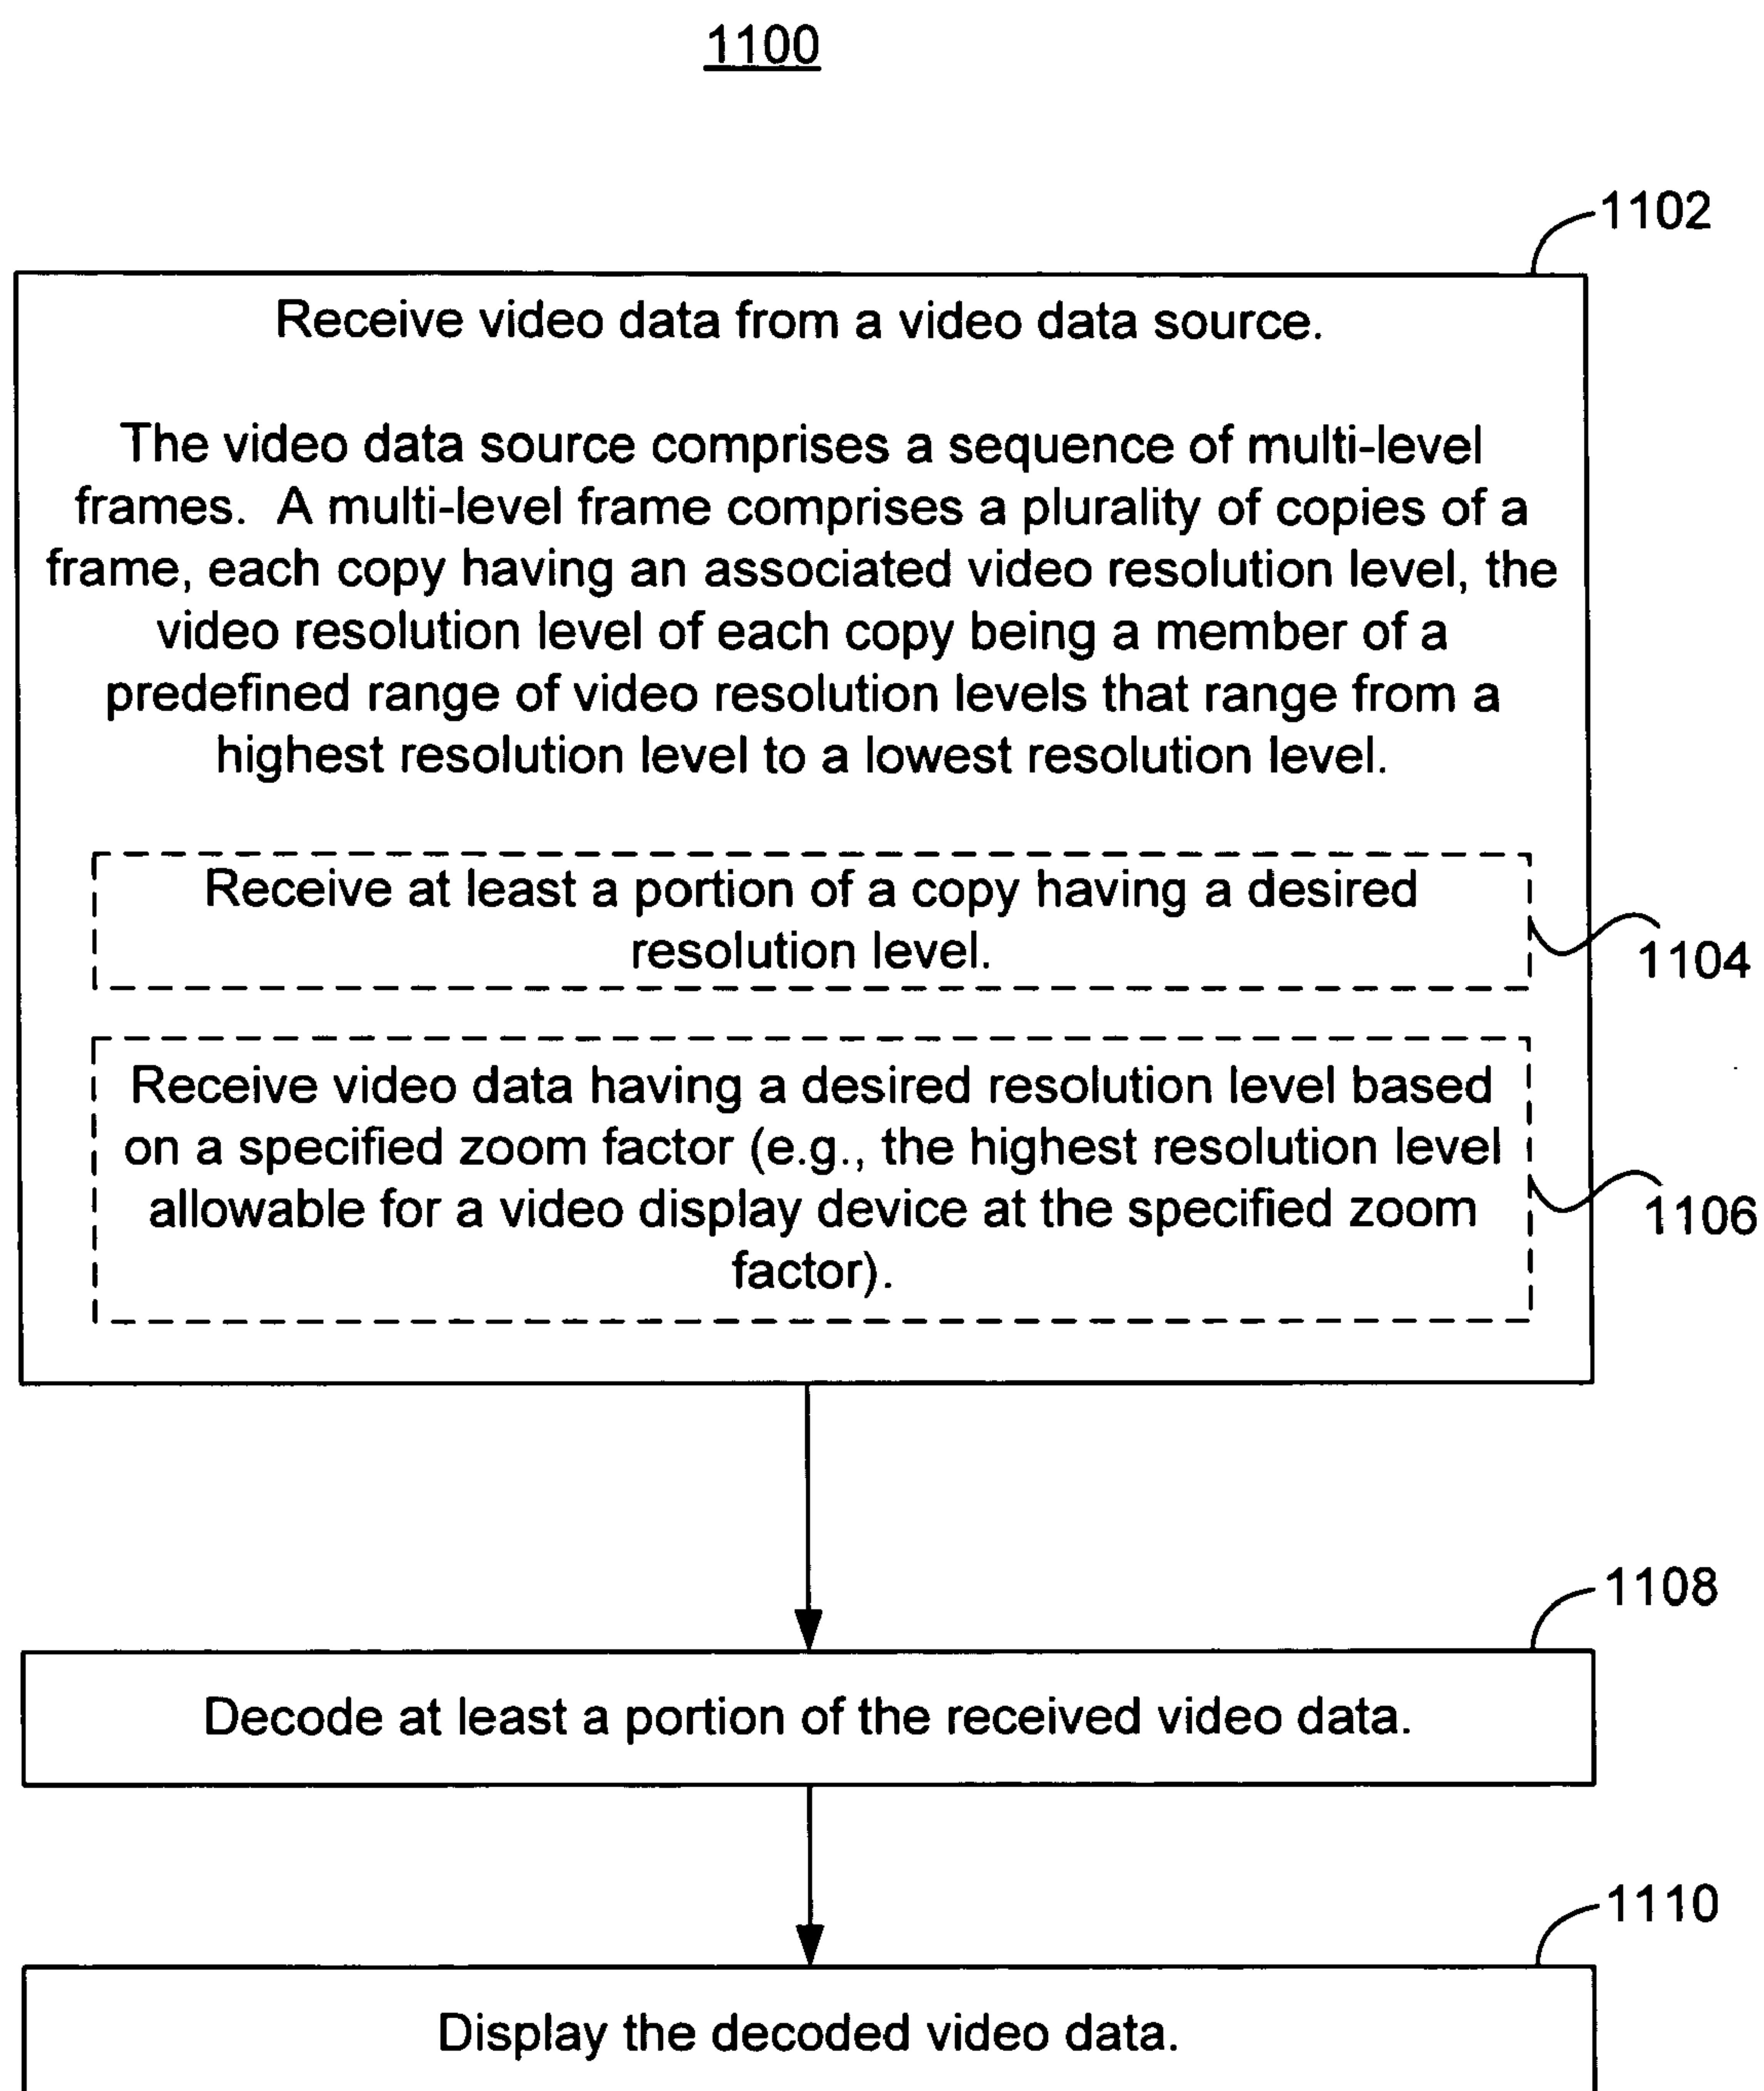 1100
1102
Receive video data from a video data source.
The video data source comprises a sequence of multi-level
frames.  A multi-level frame comprises a plurality of copies of a
frame, each copy having an associated video resolution level, the
video resolution level of each copy being a member of a
predefined range of video resolution levels that range from a
highest resolution level to a lowest resolution level.
Receive at least a portion of a copy having a desired
resolution level.
1104
Receive video data having a desired resolution level based
on a specified zoom factor (e.g., the highest resolution level
allowable for a video display device at the specified zoom
factor).
1106
1108
Decode at least a portion of the received video data.
1110
Display the decoded video data.